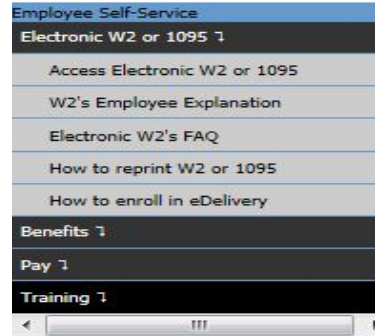 Employee Self-Service
Electronic W2 or 1095 ↴
Access Electronic W2 or 1095
W2's Employee Explanation
Electronic W2's FAQ
How to reprint W2 or 1095
How to enroll in eDelivery
Benefits ↴
Pay ↴
Training ↴